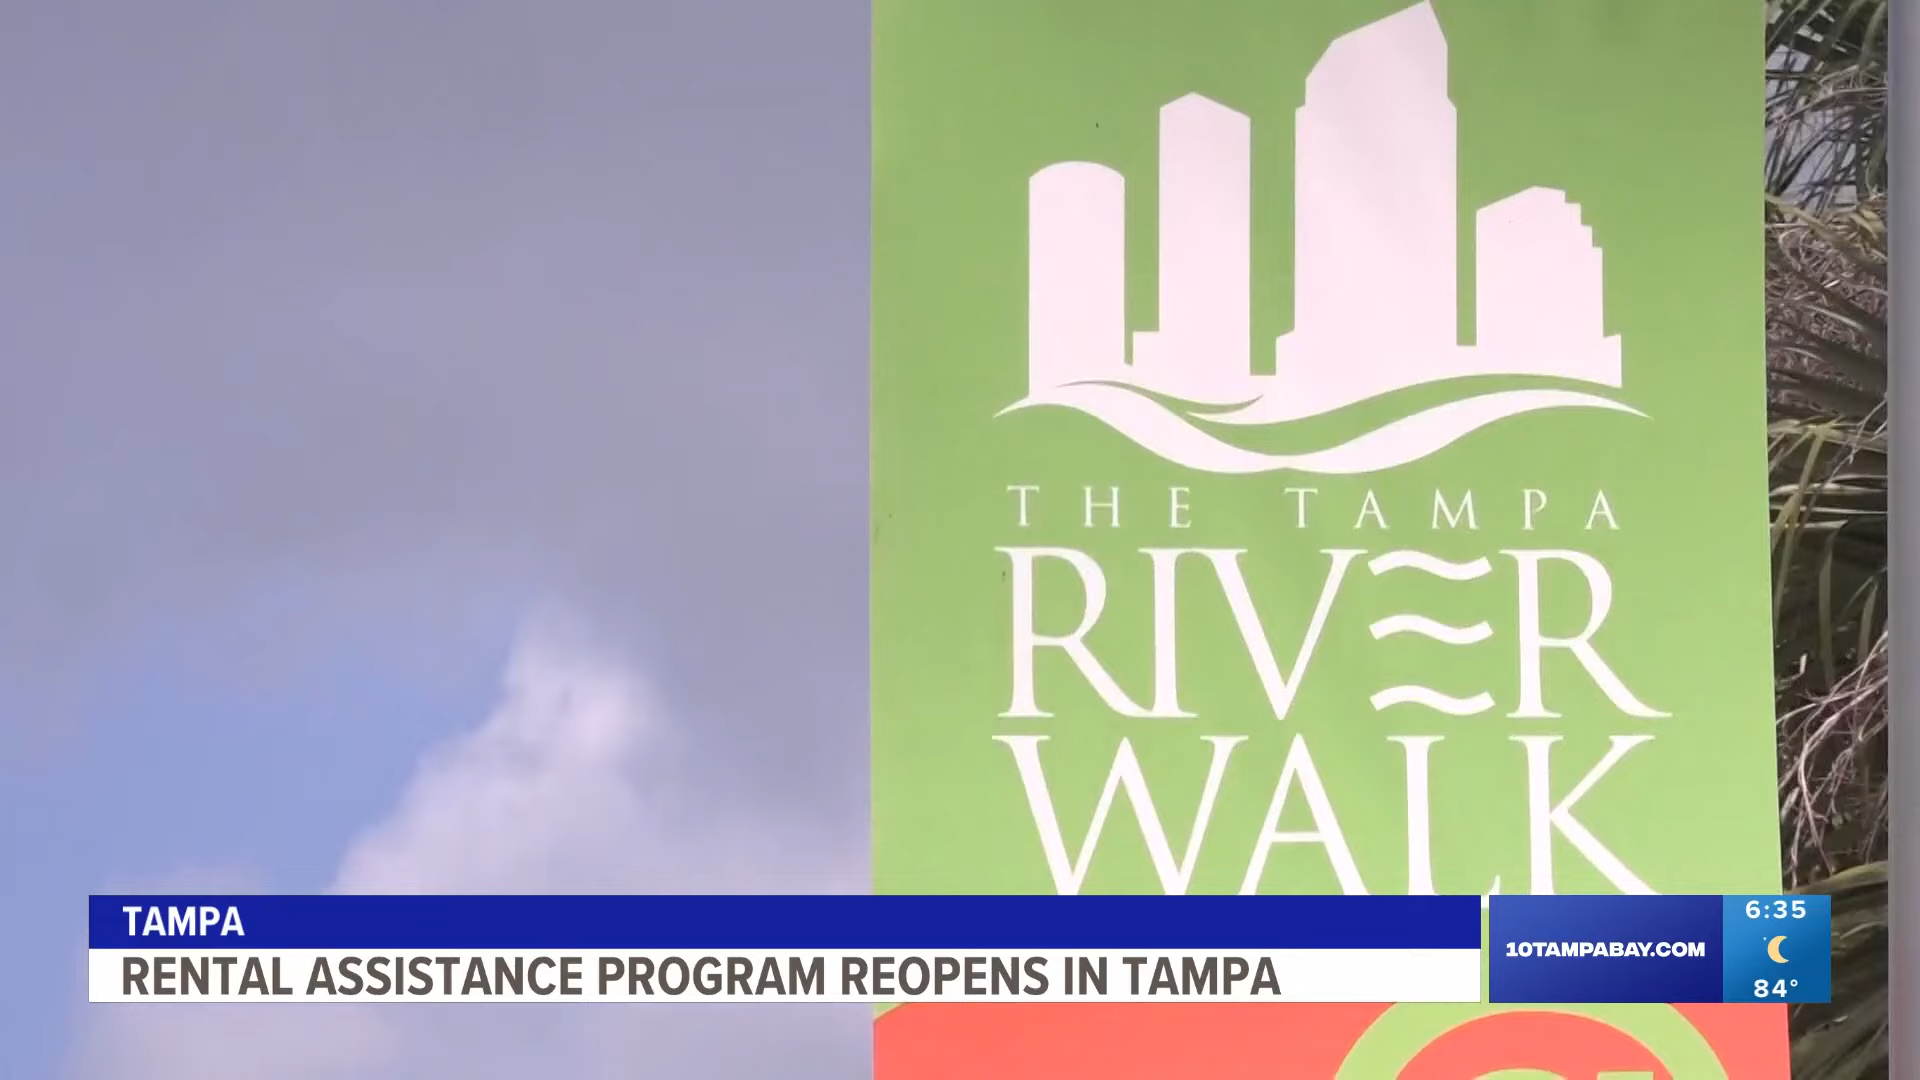 THE TAMPA
RIVER
WALK
TAMPA
RENTAL ASSISTANCE PROGRAM REOPENS IN TAMPA
10TAMPABAY.COM
6:35
84°